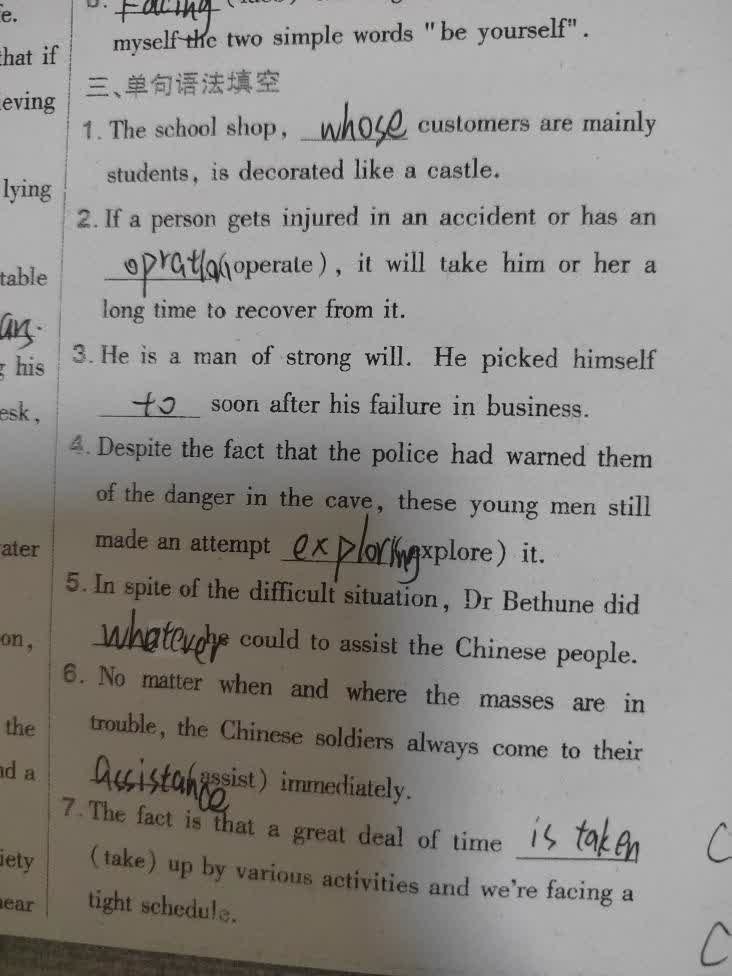 e.
Facing
myself the two simple words "be yourself".
hat if
三、单句语法填空
eving
1. The school shop, whose customers are mainly
students, is decorated like a castle.
lying
2. If a person gets injured in an accident or has an
opration (operate), it will take him or her a
table
long time to recover from it.
3. He is a man of strong will. He picked himself
his
to soon after his failure in business.
esk,
4. Despite the fact that the police had warned them
of the danger in the cave, these young men still
made an attempt exploring (explore) it.
ater
5. In spite of the difficult situation, Dr Bethune did
whatever he could to assist the Chinese people.
on,
6. No matter when and where the masses are in
trouble, the Chinese soldiers always come to their
the
assistance (assist) immediately.
nd a
7. The fact is that a great deal of time is taken
(take) up by various activities and we're facing a
iety
tight schedule.
near